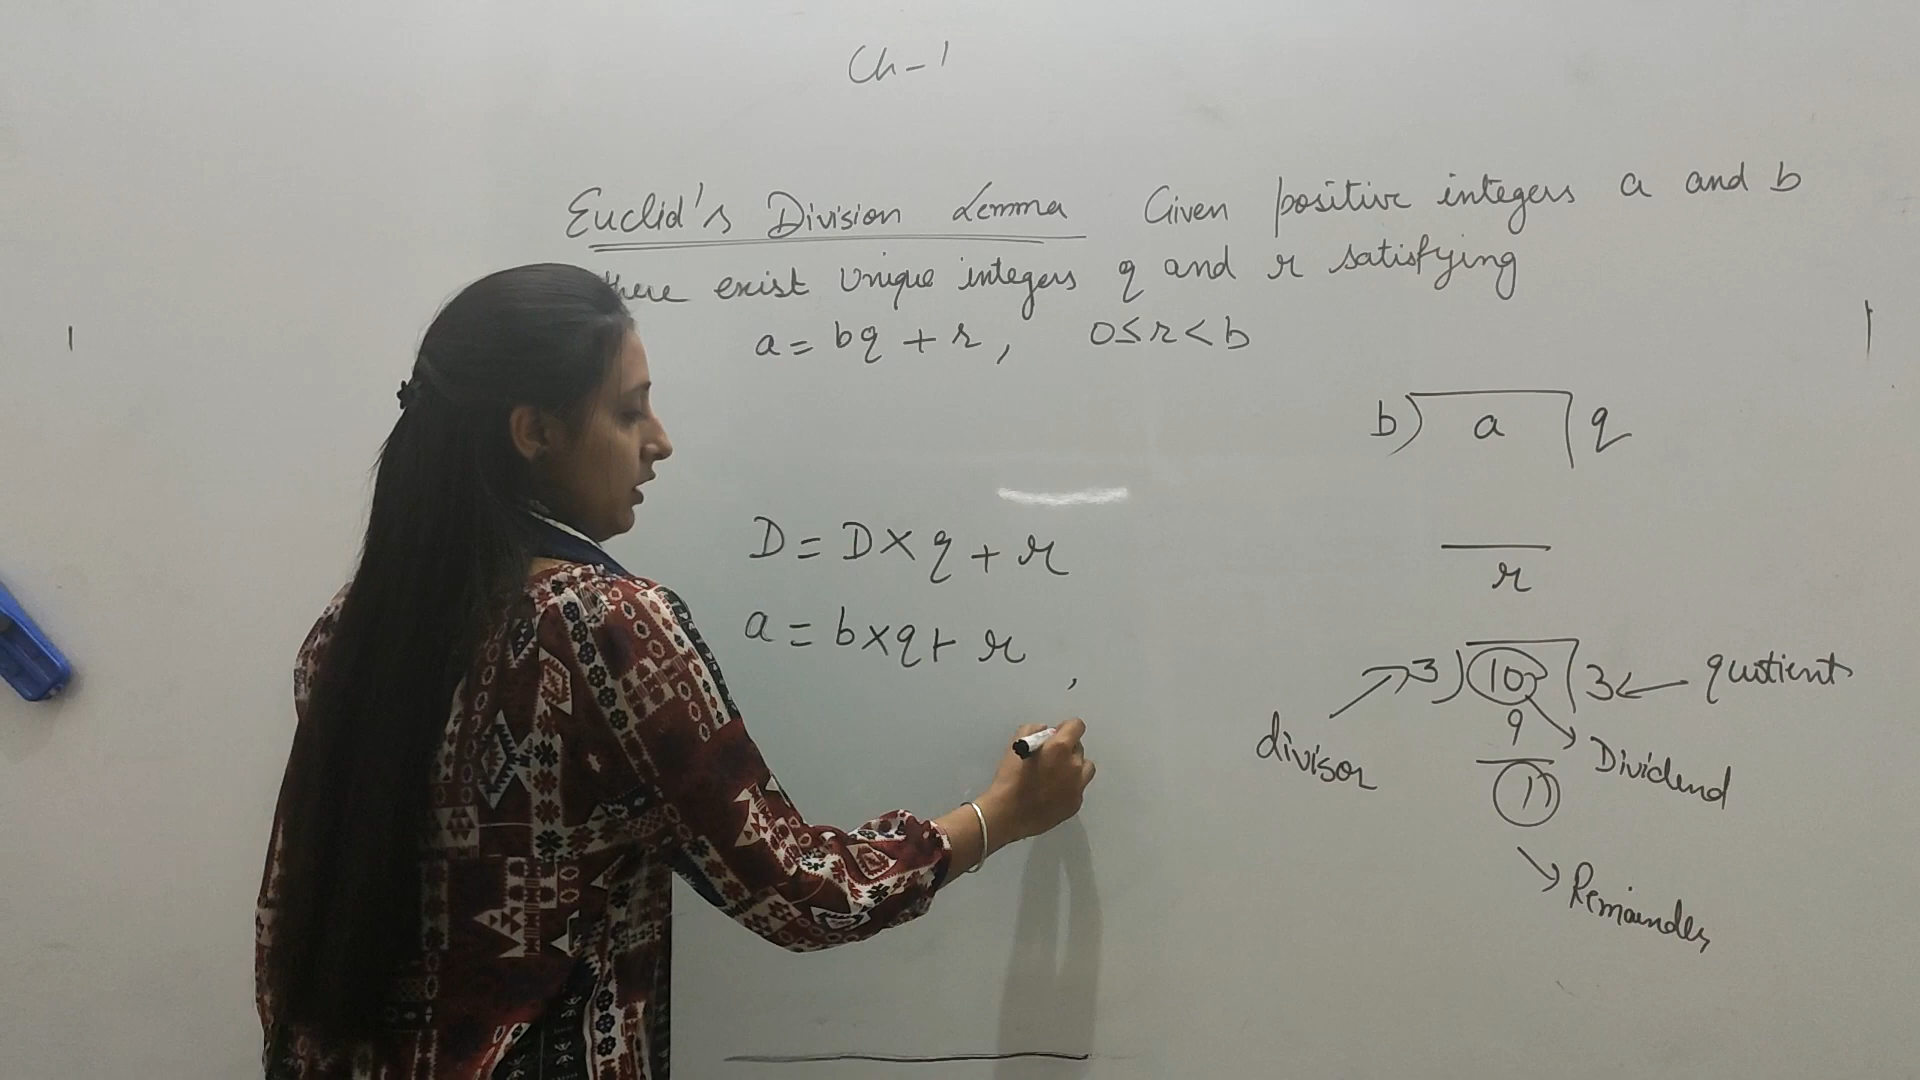 Ch-1
Euclid's Division Lemma Given positive integers a and b
there exist unique integers q and r satisfying
a = bq + r, 0 ≤ r < b
b) a | q
r
D = D × q + r
a = b × q + r ,
3) 10 | 3 ← quotient
9
divisor
Dividend
1
Remainder